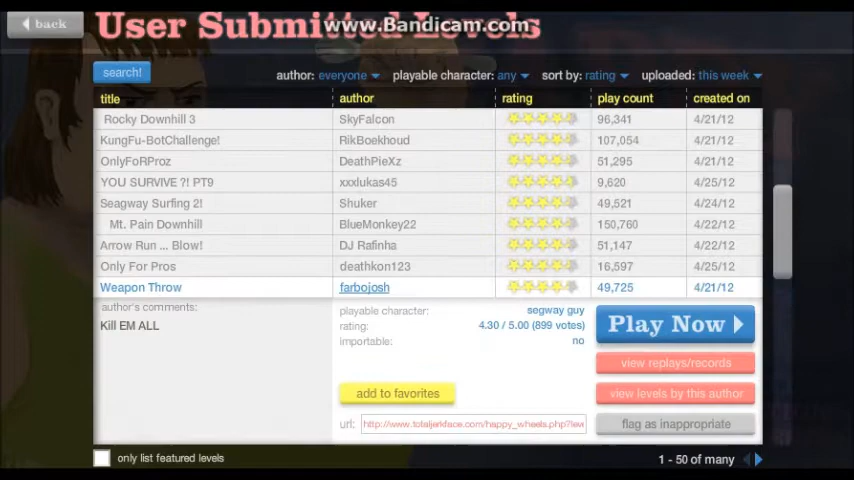 back
User Submitted Levels
www.Bandicam.com
search!
author: everyone playable character: any sort by: rating uploaded: this week
title author rating play count created on
Rocky Downhill 3 SkyFalcon 96,341 4/21/12
KungFu-BotChallenge! RikBoekhoud 107,054 4/21/12
OnlyFoRProz DeathPieXz 51,295 4/21/12
YOU SURVIVE ?! PT9 xxxlukas45 9,620 4/25/12
Seagway Surfing 2! Shuker 49,521 4/24/12
Mt. Pain Downhill BlueMonkey22 150,760 4/22/12
Arrow Run ... Blow! DJ Rafinha 51,147 4/22/12
Only For Pros deathkon123 16,597 4/25/12
Weapon Throw farbojosh 49,725 4/21/12
author's comments:
Kill EM ALL
playable character: segway guy
rating: 4.30 / 5.00 (899 votes)
importable: no
add to favorites
url: http://www.totaljerkface.com/happy_wheels.php?lev
Play Now
view replays/records
view levels by this author
flag as inappropriate
only list featured levels
1 - 50 of many